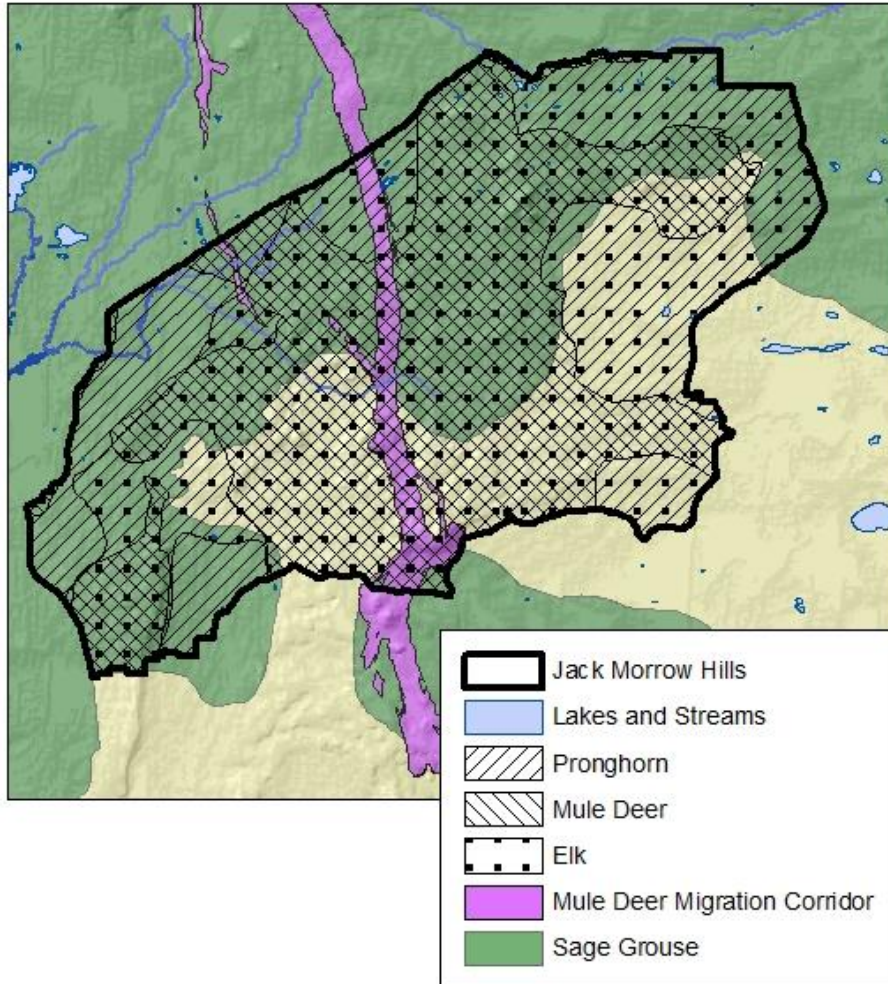 Jack Morrow Hills
Lakes and Streams
Pronghorn
Mule Deer
Elk
Mule Deer Migration Corridor
Sage Grouse